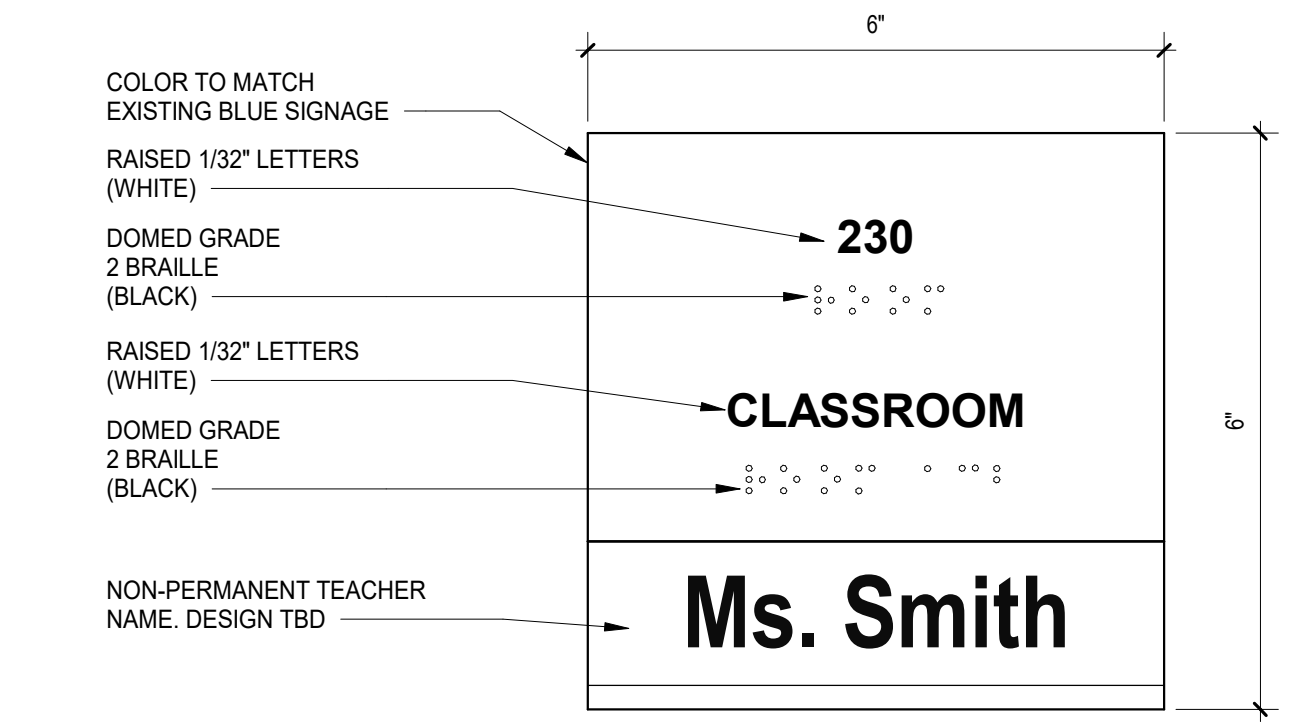 6"
COLOR TO MATCH
EXISTING BLUE SIGNAGE
RAISED 1/32" LETTERS
(WHITE)
230
DOMED GRADE
2 BRAILLE
(BLACK)
⠗⠕⠕⠍
RAISED 1/32" LETTERS
(WHITE)
CLASSROOM
6"
DOMED GRADE
2 BRAILLE
(BLACK)
⠗⠕⠕⠍ ⠁⠉⠃
NON-PERMANENT TEACHER
NAME. DESIGN TBD
Ms. Smith